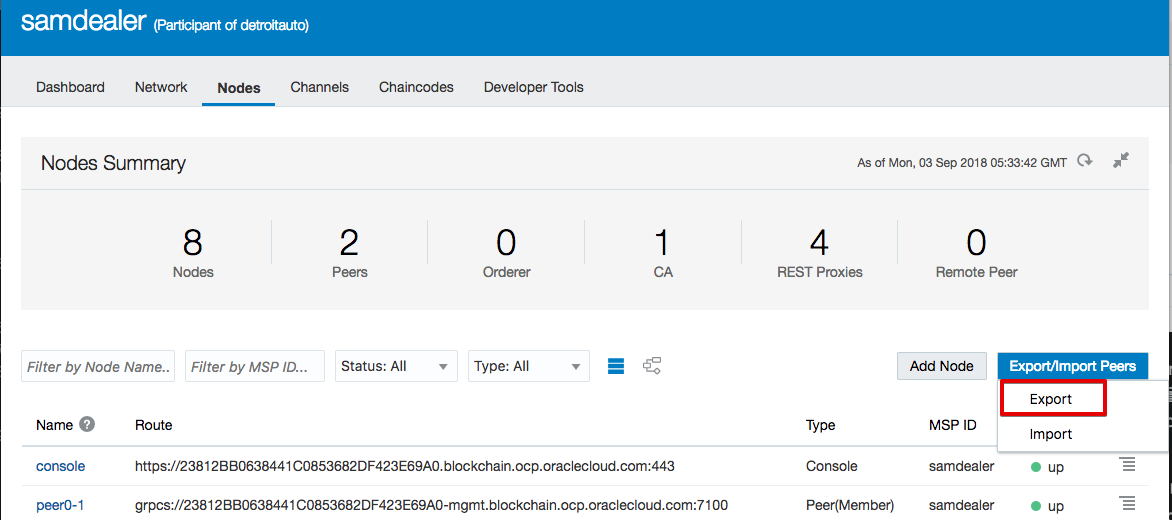 samdealer (Participant of detroitauto)
Dashboard Network Nodes Channels Chaincodes Developer Tools
Nodes Summary As of Mon, 03 Sep 2018 05:33:42 GMT
8 2 0 1 4 0
Nodes Peers Orderer CA REST Proxies Remote Peer
Filter by Node Name.. Filter by MSP ID... Status: All Type: All Add Node Export/Import Peers
Export
Name ? Route Type MSP ID
Import
console https://23812BB0638441C0853682DF423E69A0.blockchain.ocp.oraclecloud.com:443 Console samdealer up
peer0-1 grpcs://23812BB0638441C0853682DF423E69A0-mgmt.blockchain.ocp.oraclecloud.com:7100 Peer(Member) samdealer up